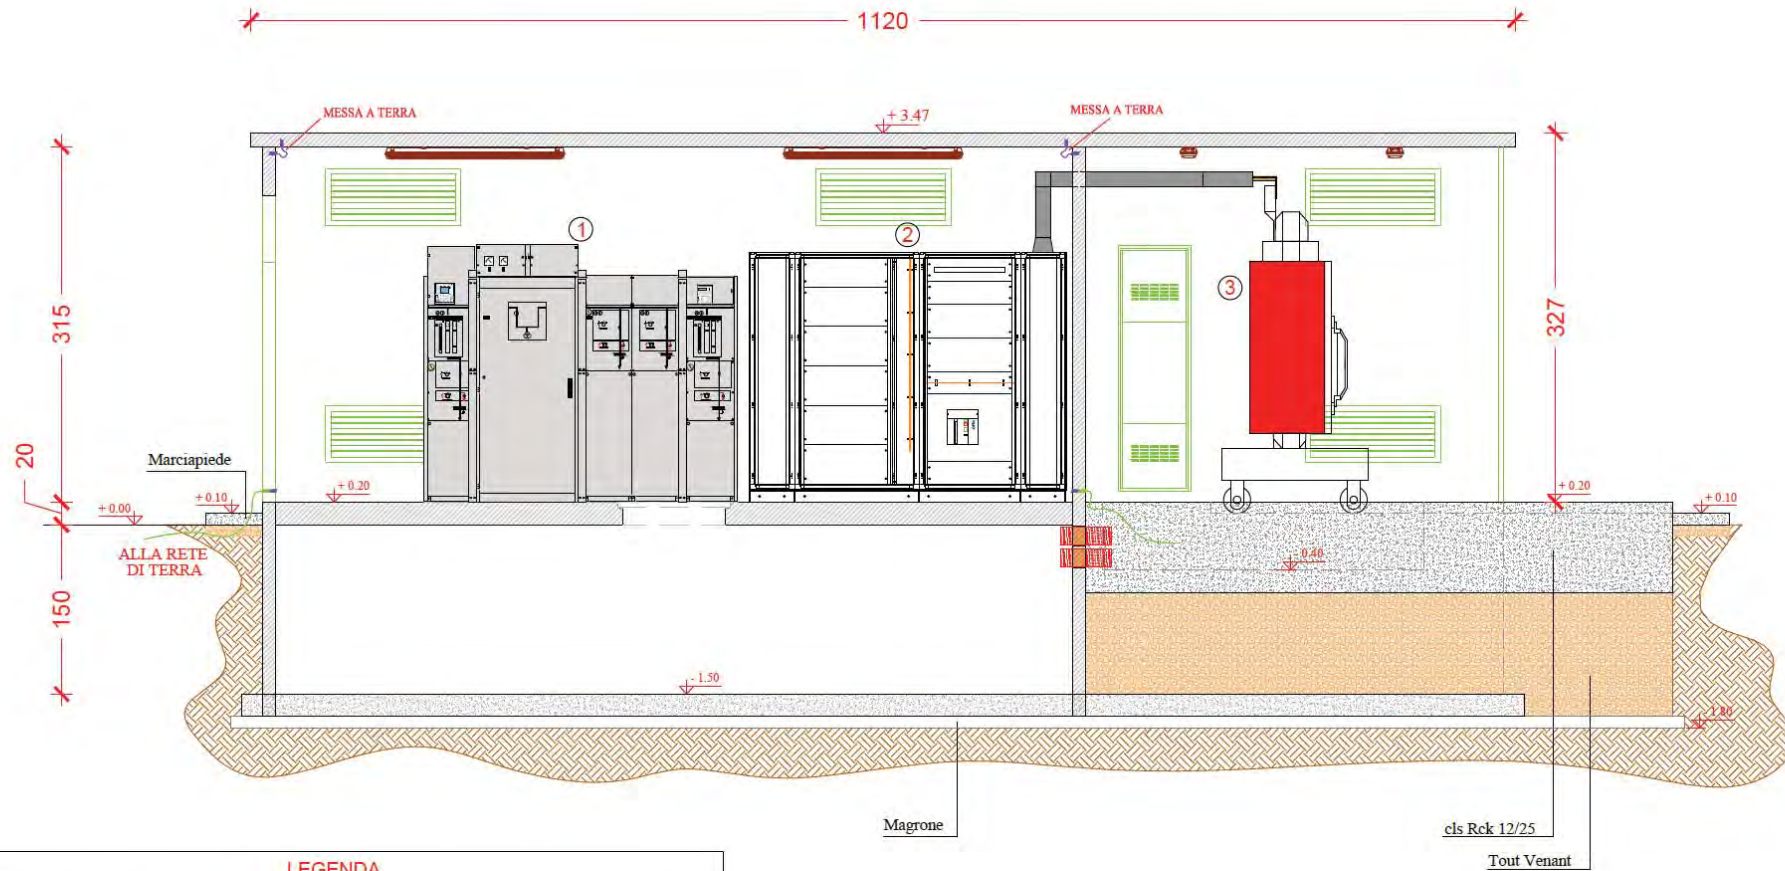 1120
MESSA A TERRA
+ 3.47
MESSA A TERRA
1
2
3
315
327
20
Marciapiede
+ 0.00
+ 0.10
+ 0.20
+ 0.20
+ 0.10
ALLA RETE
DI TERRA
- 0.40
150
- 1.50
- 1.80
Magrone
cls Rck 12/25
Tout Venant
LEGENDA